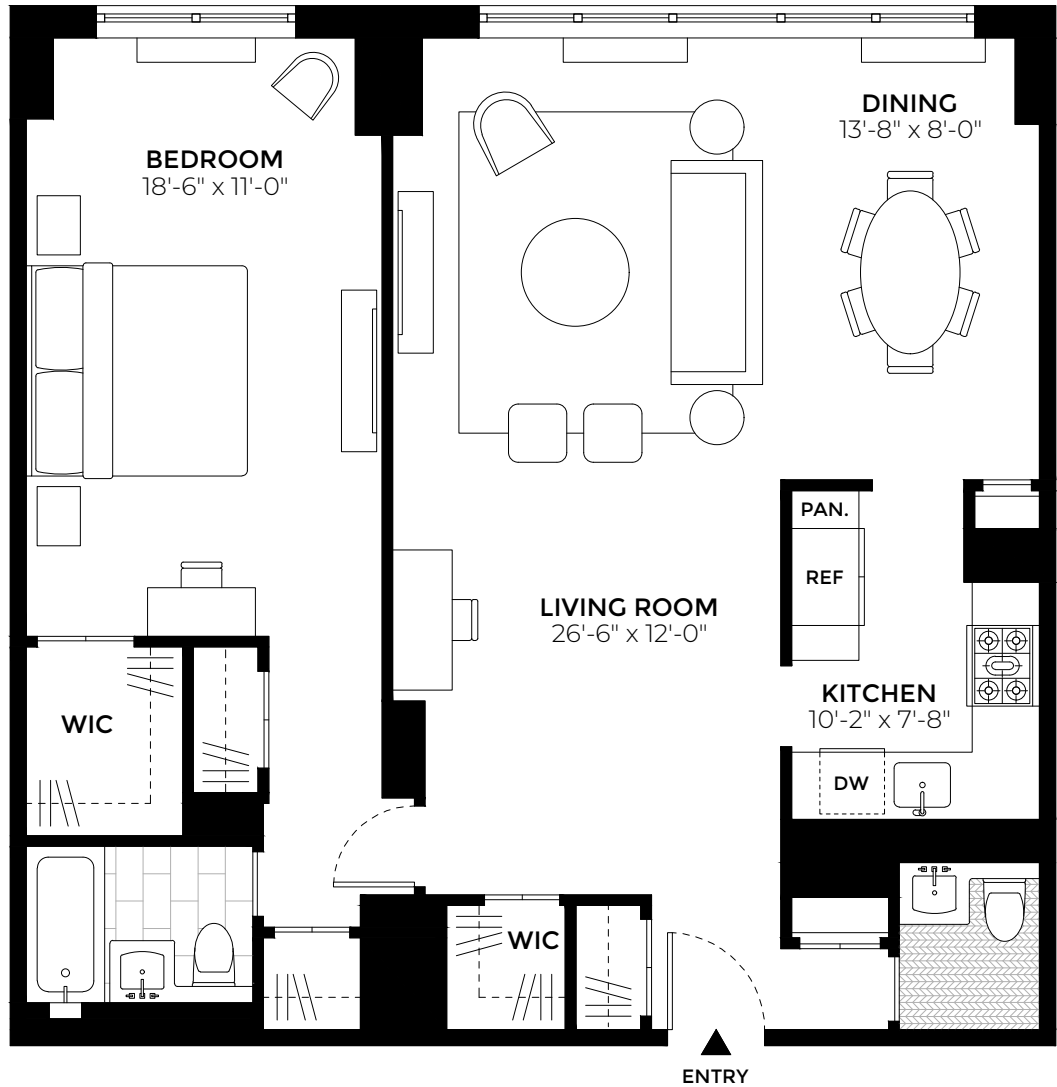 DINING
13'-8" x 8'-0"
BEDROOM
18'-6" x 11'-0"
PAN.
REF
LIVING ROOM
26'-6" x 12'-0"
KITCHEN
10'-2" x 7'-8"
WIC
DW
WIC
ENTRY